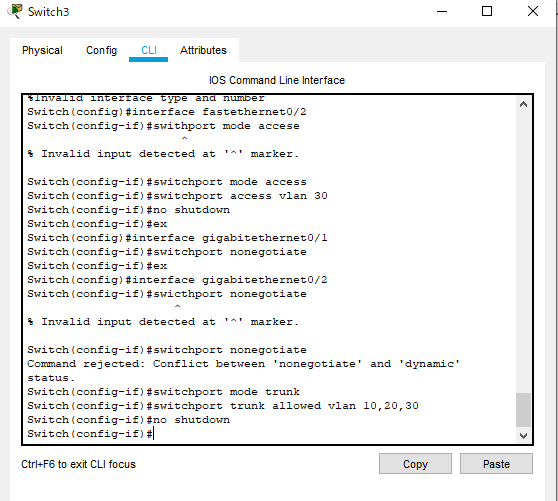 Switch3
Physical Config CLI Attributes
IOS Command Line Interface
%Invalid interface type and number
Switch(config)#interface fastethernet0/2
Switch(config-if)#swithport mode accese
^
% Invalid input detected at '^' marker.
Switch(config-if)#switchport mode access
Switch(config-if)#switchport access vlan 30
Switch(config-if)#no shutdown
Switch(config-if)#ex
Switch(config)#interface gigabitethernet0/1
Switch(config-if)#switchport nonegotiate
Switch(config-if)#ex
Switch(config)#interface gigabitethernet0/2
Switch(config-if)#swicthport nonegotiate
^
% Invalid input detected at '^' marker.
Switch(config-if)#switchport nonegotiate
Command rejected: Conflict between 'nonegotiate' and 'dynamic'
status.
Switch(config-if)#switchport mode trunk
Switch(config-if)#switchport trunk allowed vlan 10,20,30
Switch(config-if)#no shutdown
Switch(config-if)#
Ctrl+F6 to exit CLI focus
Copy Paste